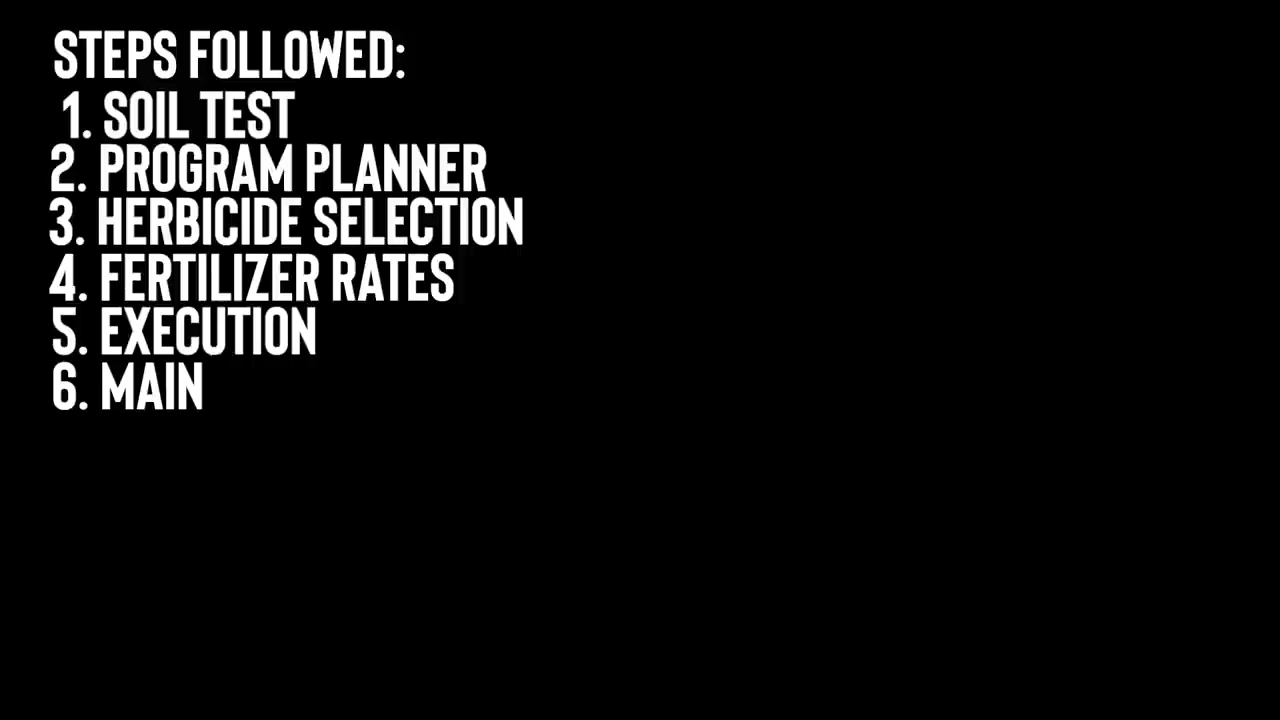 STEPS FOLLOWED:
1. SOIL TEST
2. PROGRAM PLANNER
3. HERBICIDE SELECTION
4. FERTILIZER RATES
5. EXECUTION
6. MAIN